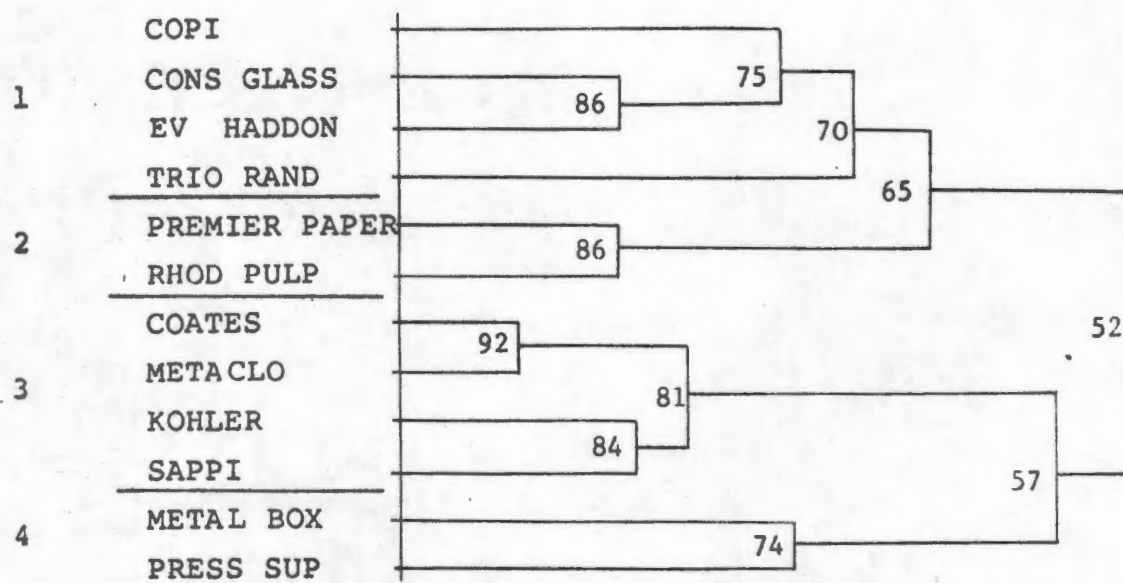 COPI
75
1 CONS GLASS
86
EV HADDON
70
TRIO RAND
65
2 PREMIER PAPER
86
RHOD PULP
COATES
52
92
3 METACLO
81
KOHLER
84
SAPPI
57
METAL BOX
4
74
PRESS SUP